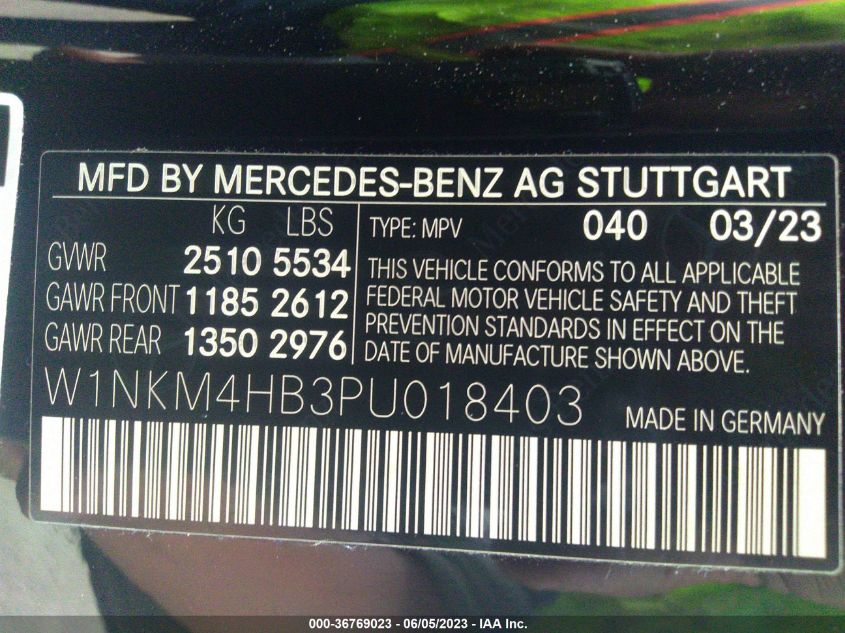 MFD BY MERCEDES-BENZ AG STUTTGART
KG LBS
GVWR 2510 5534
GAWR FRONT 1185 2612
GAWR REAR 1350 2976
TYPE: MPV 040 03/23
THIS VEHICLE CONFORMS TO ALL APPLICABLE
FEDERAL MOTOR VEHICLE SAFETY AND THEFT
PREVENTION STANDARDS IN EFFECT ON THE
DATE OF MANUFACTURE SHOWN ABOVE.
W1NKM4HB3PU018403 MADE IN GERMANY
000-36769023 - 06/05/2023 - IAA Inc.